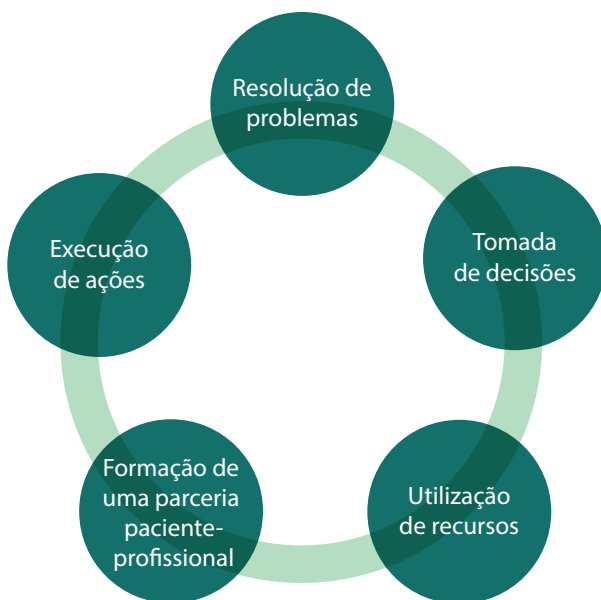 Resolução de
problemas
Tomada
de decisões
Utilização
de recursos
Formação de
uma parceria
paciente-
profissional
Execução
de ações